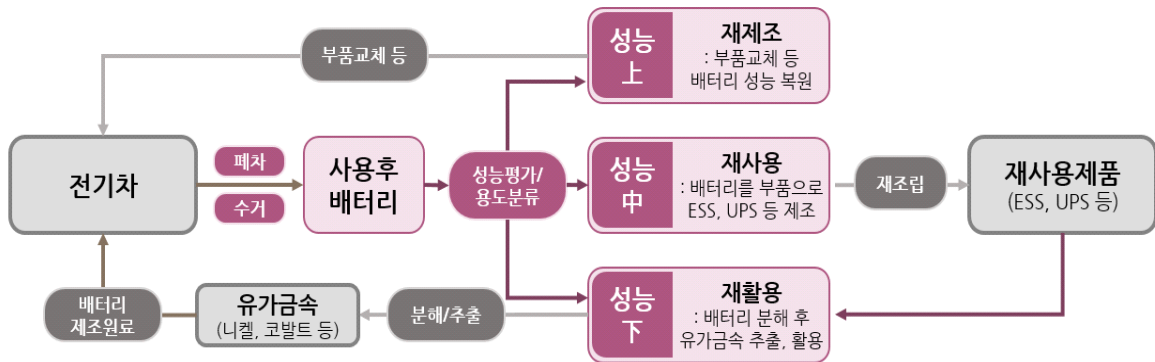 부품교체 등
성능
上
재제조
: 부품교체 등
배터리 성능 복원
전기차
폐차
수거
사용후
배터리
성능평가/
용도분류
성능
中
재사용
: 배터리를 부품으로
ESS, UPS 등 제조
재조립
재사용제품
(ESS, UPS 등)
배터리
제조원료
유가금속
(니켈, 코발트 등)
분해/추출
성능
下
재활용
: 배터리 분해 후
유가금속 추출, 활용